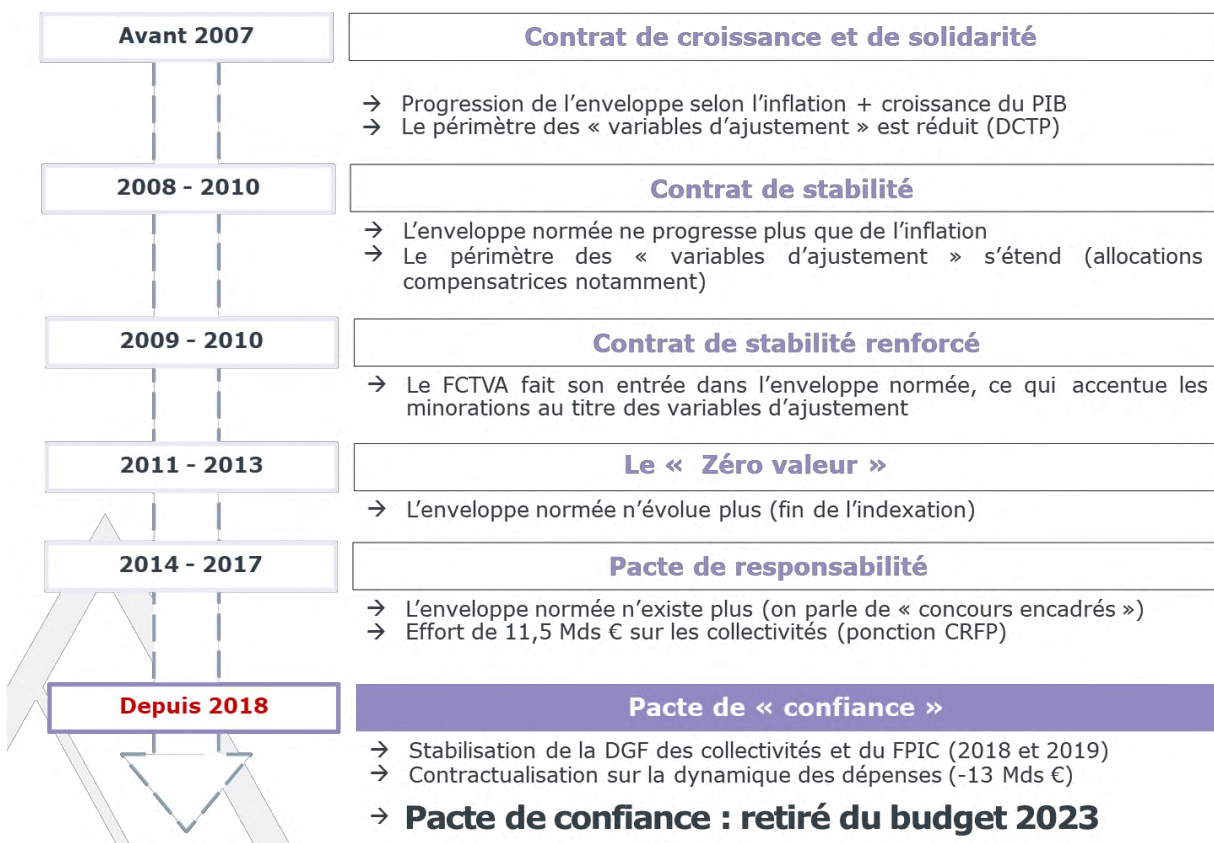 Avant 2007
Contrat de croissance et de solidarité
→ Progression de l’enveloppe selon l’inflation + croissance du PIB
→ Le périmètre des « variables d’ajustement » est réduit (DCTP)
2008 - 2010
Contrat de stabilité
→ L’enveloppe normée ne progresse plus que de l’inflation
→ Le périmètre des « variables d’ajustement » s’étend (allocations
compensatrices notamment)
2009 - 2010
Contrat de stabilité renforcé
→ Le FCTVA fait son entrée dans l’enveloppe normée, ce qui accentue les
minorations au titre des variables d’ajustement
2011 - 2013
Le « Zéro valeur »
→ L’enveloppe normée n’évolue plus (fin de l’indexation)
2014 - 2017
Pacte de responsabilité
→ L’enveloppe normée n’existe plus (on parle de « concours encadrés »)
→ Effort de 11,5 Mds € sur les collectivités (ponction CRFP)
Depuis 2018
Pacte de « confiance »
→ Stabilisation de la DGF des collectivités et du FPIC (2018 et 2019)
→ Contractualisation sur la dynamique des dépenses (-13 Mds €)
→ Pacte de confiance : retiré du budget 2023